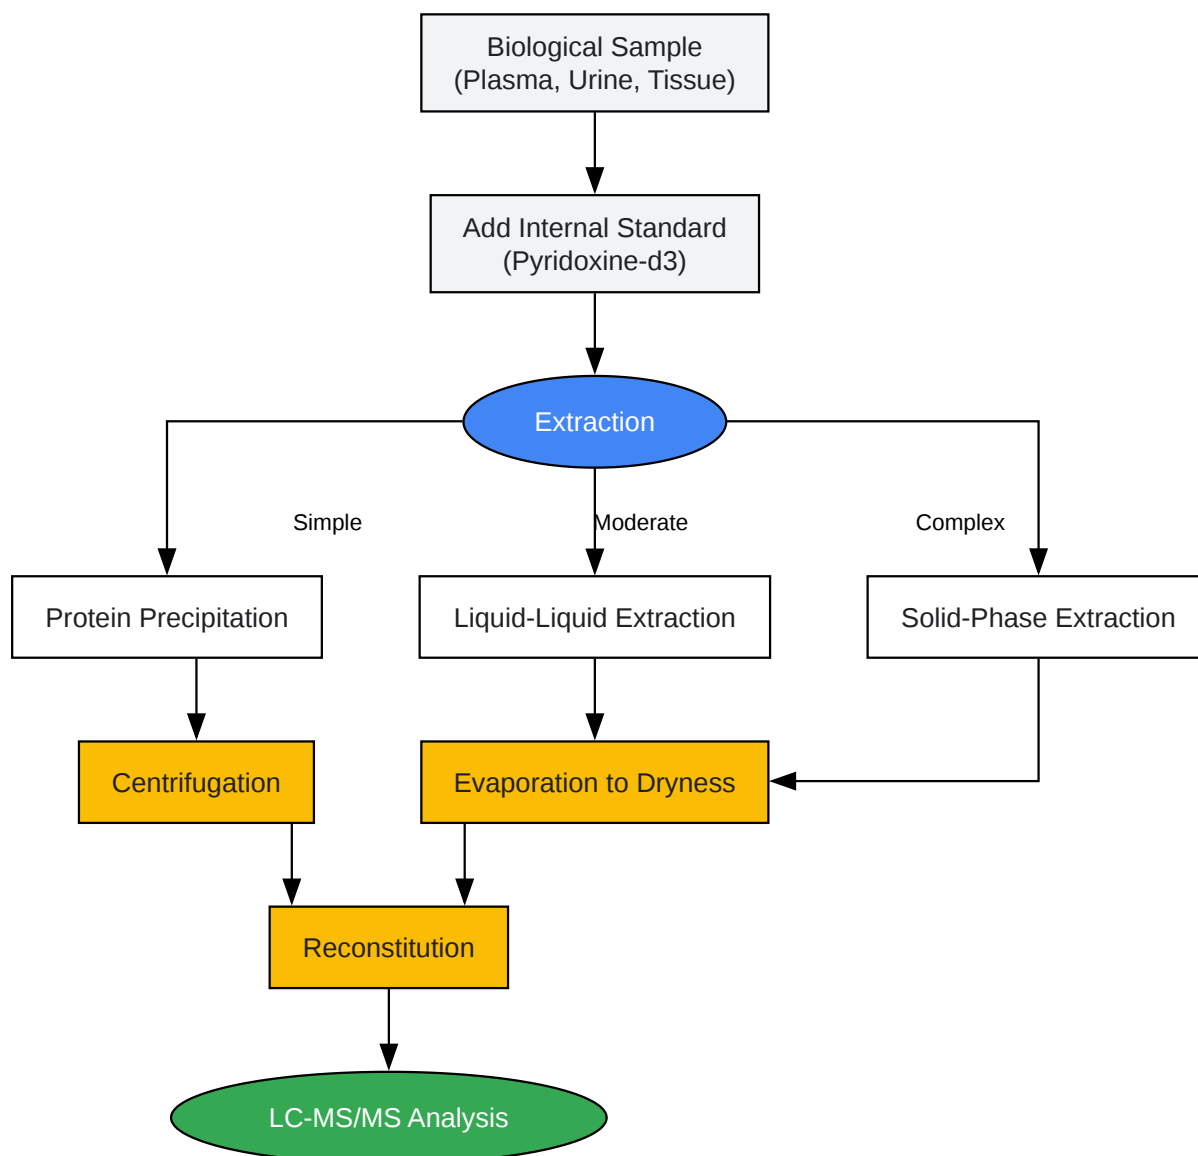 Biological Sample
(Plasma, Urine, Tissue)
Add Internal Standard
(Pyridoxine-d3)
Extraction
Simple
Moderate
Complex
Protein Precipitation
Liquid-Liquid Extraction
Solid-Phase Extraction
Centrifugation
Evaporation to Dryness
Reconstitution
LC-MS/MS Analysis